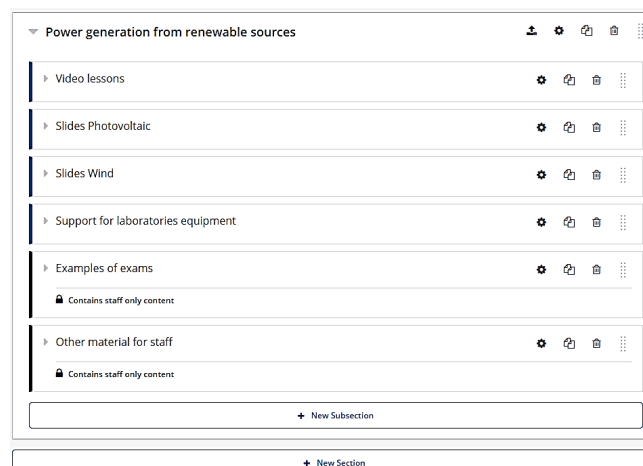 Power generation from renewable sources
Video lessons
Slides Photovoltaic
Slides Wind
Support for laboratories equipment
Examples of exams
Contains staff only content
Other material for staff
Contains staff only content
+ New Subsection
+ New Section